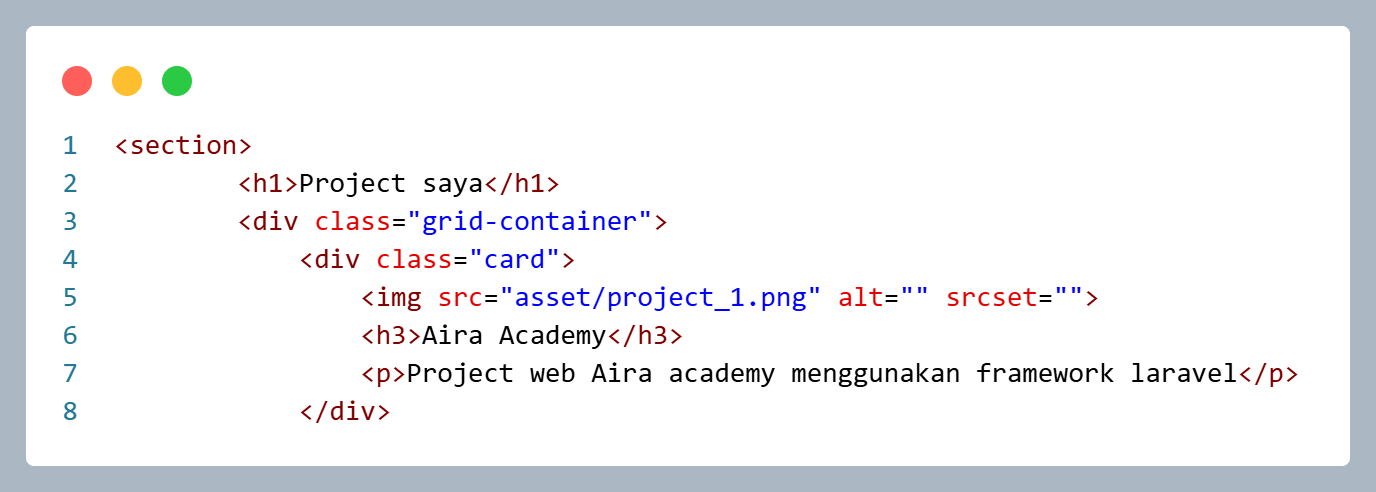 1 <section>
2         <h1>Project saya</h1>
3         <div class="grid-container">
4             <div class="card">
5                 <img src="asset/project_1.png" alt="" srcset="">
6                 <h3>Aira Academy</h3>
7                 <p>Project web Aira academy menggunakan framework laravel</p>
8             </div>